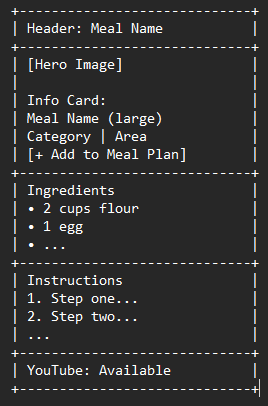 +-----------------------------+
| Header: Meal Name           |
+-----------------------------+
| [Hero Image]                |
|                             |
| Info Card:                  |
| Meal Name (large)           |
| Category | Area             |
| [+ Add to Meal Plan]        |
+-----------------------------+
| Ingredients                 |
| • 2 cups flour              |
| • 1 egg                     |
| • ...                       |
+-----------------------------+
| Instructions                |
| 1. Step one...              |
| 2. Step two...              |
| ...                         |
+-----------------------------+
| YouTube: Available          |
+-----------------------------+